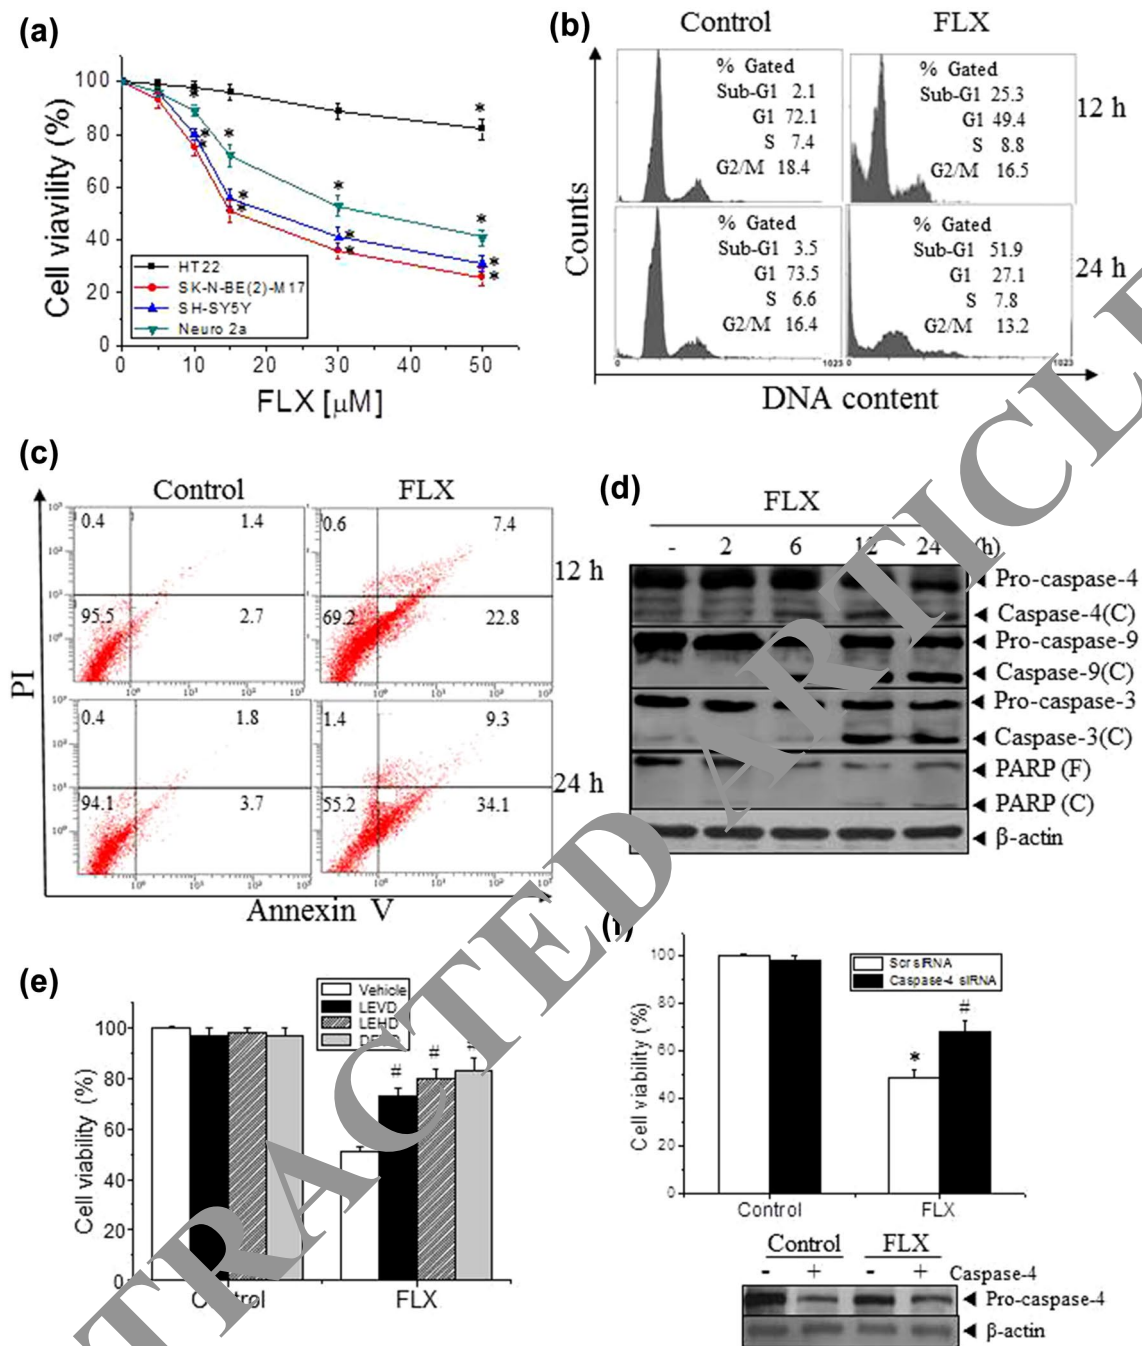 (a)
Cell viavility (%)
100
80
60
40
20
0
HT22
SK-N-BE(2)-M17
SH-SY5Y
Neuro 2a
0 10 20 30 40 50
FLX [μM]
(b)
Control FLX
Counts
% Gated
Sub-G1 2.1
G1 72.1
S 7.4
G2/M 18.4
% Gated
Sub-G1 25.3
G1 49.4
S 8.8
G2/M 16.5
12 h
% Gated
Sub-G1 3.5
G1 73.5
S 6.6
G2/M 16.4
% Gated
Sub-G1 51.9
G1 27.1
S 7.8
G2/M 13.2
24 h
0 1023
0 1023
DNA content
(c)
Control FLX
PI
0.4 1.4
95.5 2.7
0.6 7.4
69.2 22.8
12 h
0.4 1.8
94.1 3.7
1.4 9.3
55.2 34.1
24 h
Annexin V
(d)
FLX
- 2 6 12 24 (h)
Pro-caspase-4
Caspase-4(C)
Pro-caspase-9
Caspase-9(C)
Pro-caspase-3
Caspase-3(C)
PARP (F)
PARP (C)
β-actin
(e)
Cell viability (%)
100
80
60
40
20
0
Vehicle
LEVD
LEHD
# # #
Control FLX
(f)
Cell viability (%)
100
80
60
40
20
0
Scr siRNA
Caspase-4 siRNA
* #
Control FLX
Control FLX
- + - + Caspase-4
Pro-caspase-4
β-actin
TRACTED ARTICLE